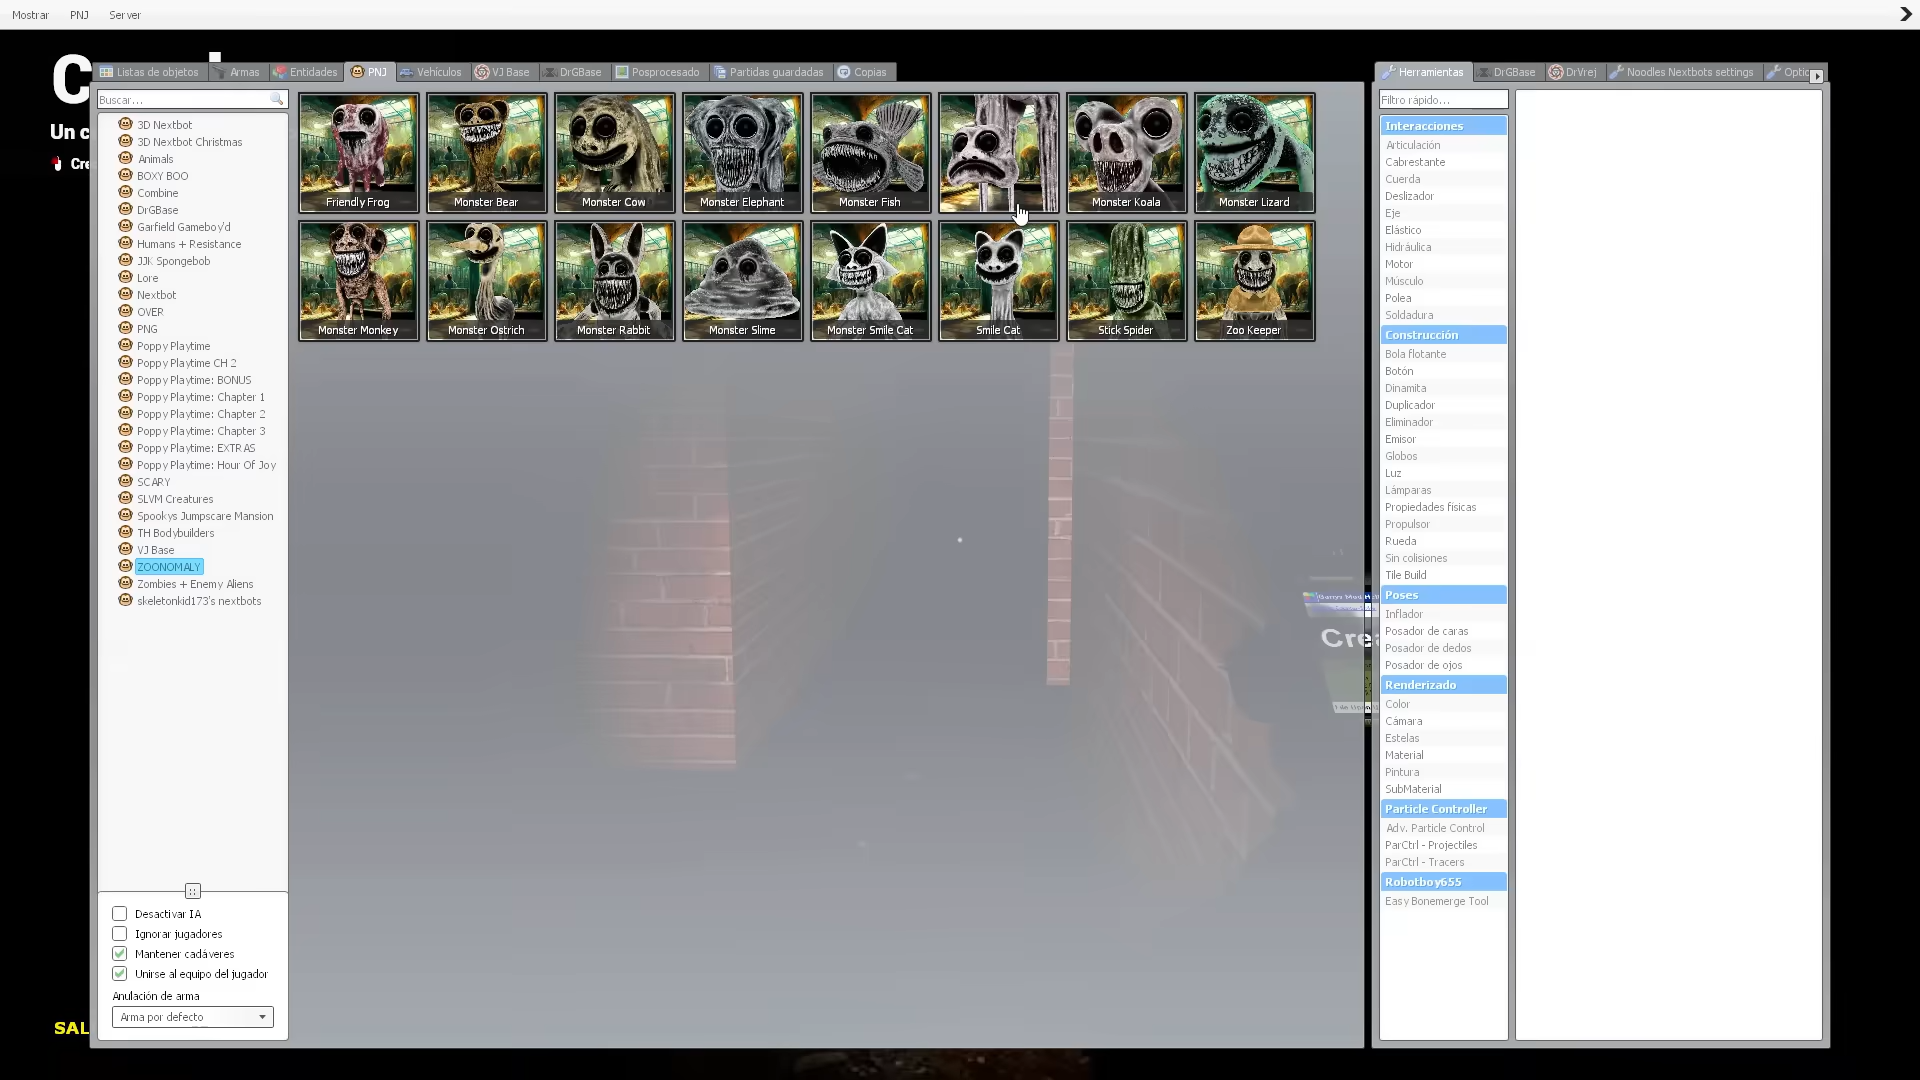 Mostrar PNJ Server
C
Un c
Cre
Listas de objetos Armas Entidades PNJ Vehículos VJ Base DrGBase Posprocesado Partidas guardadas Copias
Buscar...
3D Nextbot
3D Nextbot Christmas
Animals
BOXY BOO
Combine
DrGBase
Garfield Gameboy'd
Humans + Resistance
JJK Spongebob
Lore
Nextbot
OVER
PNG
Poppy Playtime
Poppy Playtime CH 2
Poppy Playtime: BONUS
Poppy Playtime: Chapter 1
Poppy Playtime: Chapter 2
Poppy Playtime: Chapter 3
Poppy Playtime: EXTRAS
Poppy Playtime: Hour Of Joy
SCARY
SLVM Creatures
Spookys Jumpscare Mansion
TH Bodybuilders
VJ Base
ZOONOMALY
Zombies + Enemy Aliens
skeletonkid173's nextbots
Desactivar IA
Ignorar jugadores
Mantener cadáveres
Unirse al equipo del jugador
Anulación de arma
Arma por defecto
SAL
Friendly Frog Monster Bear Monster Cow Monster Elephant Monster Fish Monster Koala Monster Lizard
Monster Monkey Monster Ostrich Monster Rabbit Monster Slime Monster Smile Cat Smile Cat Stick Spider Zoo Keeper
Crea
Herramientas DrGBase DrVrej Noodles Nextbots settings Optio
Filtro rápido...
Interacciones
Articulación
Cabrestante
Cuerda
Deslizador
Eje
Elástico
Hidráulica
Motor
Músculo
Polea
Soldadura
Construcción
Bola flotante
Botón
Dinamita
Duplicador
Eliminador
Emisor
Globos
Luz
Lámparas
Propiedades físicas
Propulsor
Rueda
Sin colisiones
Tile Build
Poses
Inflador
Posador de caras
Posador de dedos
Posador de ojos
Renderizado
Color
Cámara
Estelas
Material
Pintura
SubMaterial
Particle Controller
Adv. Particle Control
ParCtrl - Projectiles
ParCtrl - Tracers
Robotboy655
Easy Bonemerge Tool